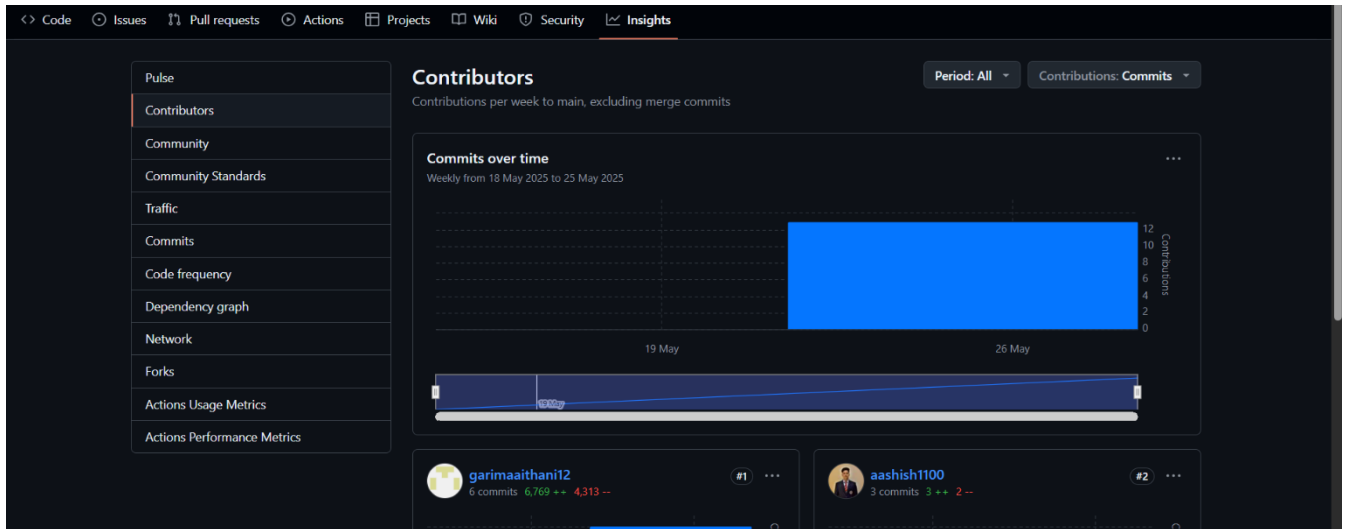 Code Issues Pull requests Actions Projects Wiki Security Insights
Pulse
Contributors
Community
Community Standards
Traffic
Commits
Code frequency
Dependency graph
Network
Forks
Actions Usage Metrics
Actions Performance Metrics
Contributors
Period: All
Contributions: Commits
Contributions per week to main, excluding merge commits
Commits over time
Weekly from 18 May 2025 to 25 May 2025
12
10
8
6
4
2
0
Contributions
19 May
26 May
19 May
garimaaithani12
#1
6 commits 6,769 ++ 4,313 --
aashish1100
#2
3 commits 3 ++ 2 --